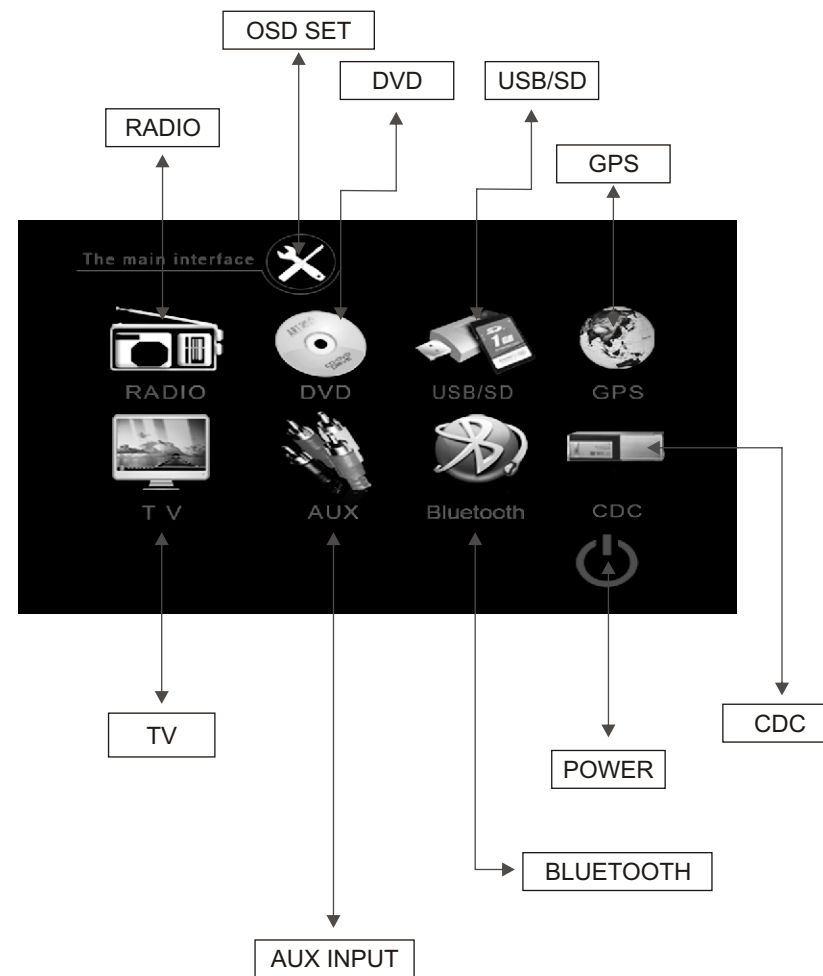 OSD SET
DVD
USB/SD
RADIO
GPS
The main interface
1GB
RADIO
DVD
USB/SD
GPS
T V
AUX
Bluetooth
CDC
TV
CDC
POWER
BLUETOOTH
AUX INPUT